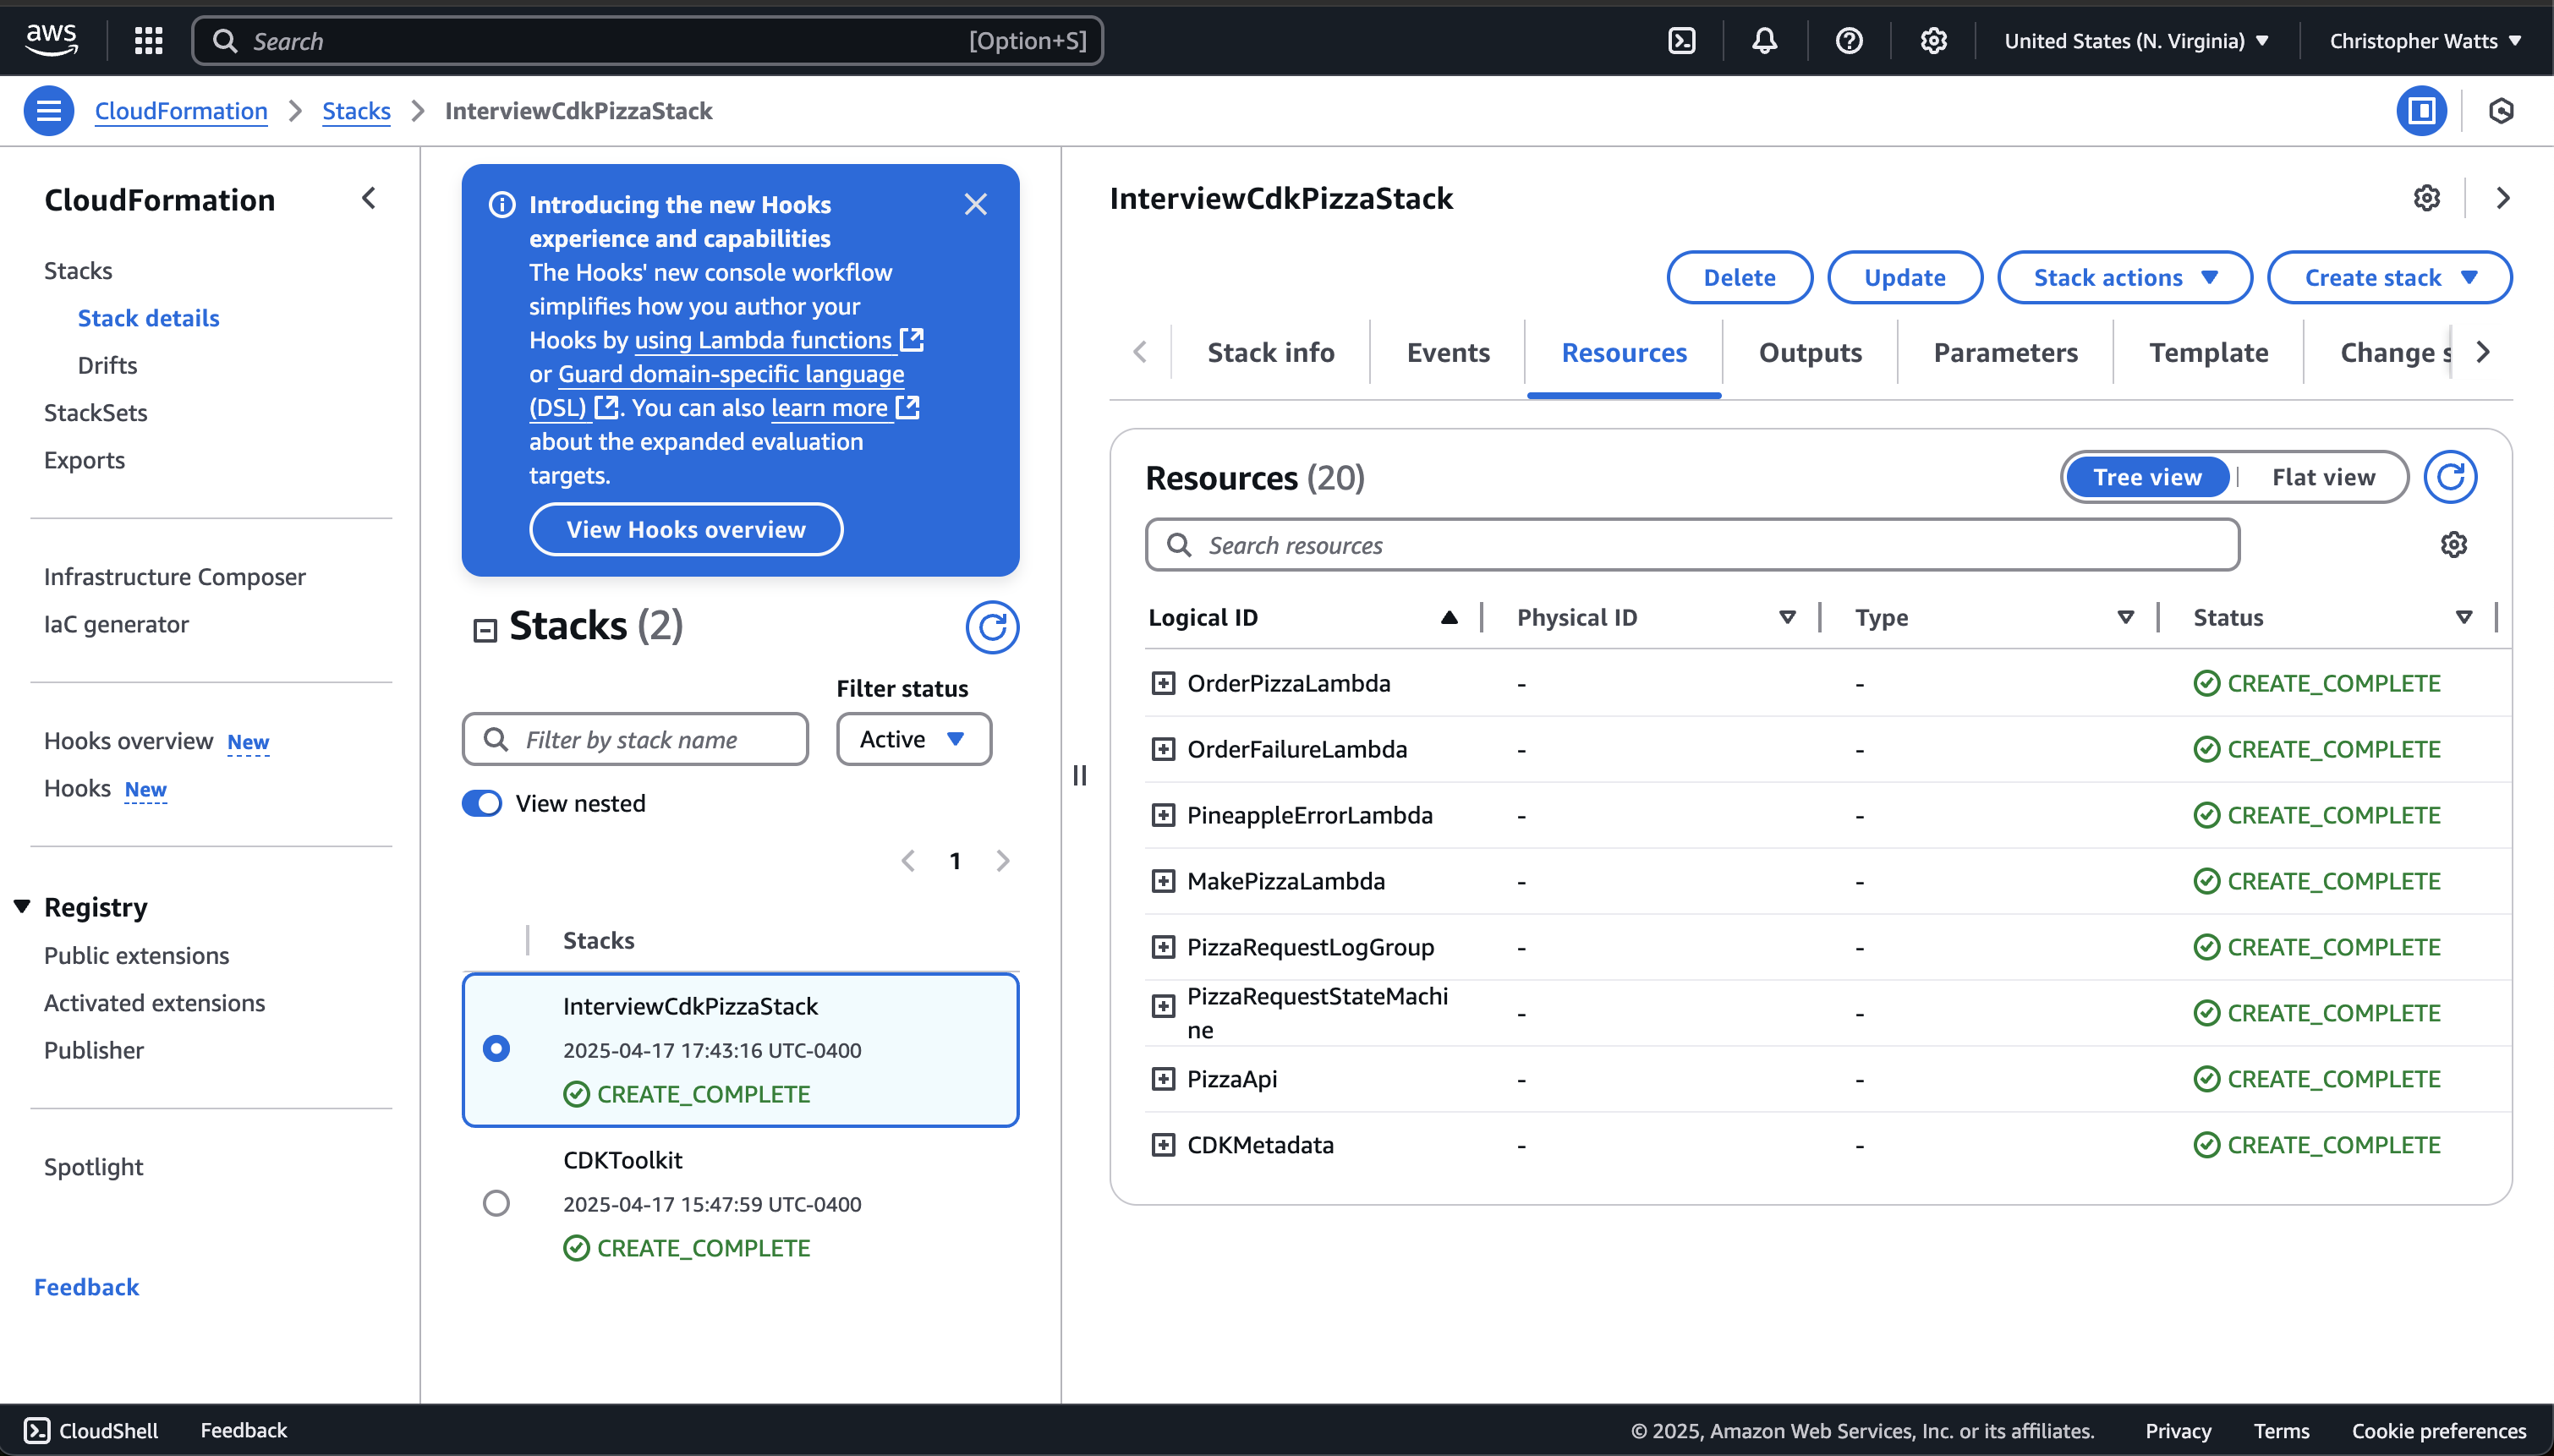 aws
Search
[Option+S]
United States (N. Virginia)
Christopher Watts
CloudFormation
Stacks
InterviewCdkPizzaStack
CloudFormation
Stacks
Stack details
Drifts
StackSets
Exports
Infrastructure Composer
IaC generator
Hooks overview New
Hooks New
Registry
Public extensions
Activated extensions
Publisher
Spotlight
Feedback
Introducing the new Hooks
experience and capabilities
The Hooks' new console workflow
simplifies how you author your
Hooks by using Lambda functions
or Guard domain-specific language
(DSL) . You can also learn more
about the expanded evaluation
targets.
View Hooks overview
Stacks (2)
Filter status
Filter by stack name
Active
View nested
1
Stacks
InterviewCdkPizzaStack
2025-04-17 17:43:16 UTC-0400
CREATE_COMPLETE
CDKToolkit
2025-04-17 15:47:59 UTC-0400
CREATE_COMPLETE
InterviewCdkPizzaStack
Delete
Update
Stack actions
Create stack
Stack info
Events
Resources
Outputs
Parameters
Template
Change s
Resources (20)
Tree view
Flat view
Search resources
Logical ID
Physical ID
Type
Status
OrderPizzaLambda - - CREATE_COMPLETE
OrderFailureLambda - - CREATE_COMPLETE
PineappleErrorLambda - - CREATE_COMPLETE
MakePizzaLambda - - CREATE_COMPLETE
PizzaRequestLogGroup - - CREATE_COMPLETE
PizzaRequestStateMachi
ne - - CREATE_COMPLETE
PizzaApi - - CREATE_COMPLETE
CDKMetadata - - CREATE_COMPLETE
CloudShell
Feedback
© 2025, Amazon Web Services, Inc. or its affiliates.
Privacy
Terms
Cookie preferences